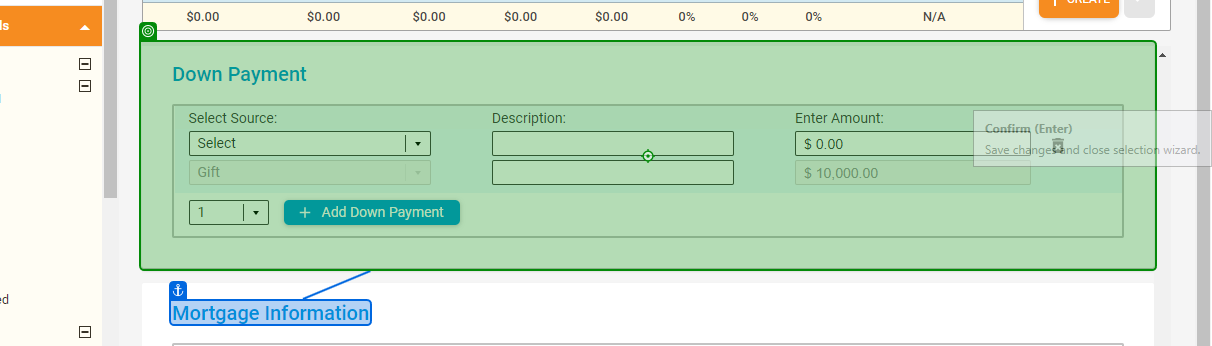 $0.00 $0.00 $0.00 $0.00 $0.00 0% 0% 0% N/A
CREATE
Down Payment
Select Source: Description: Enter Amount:
Select $ 0.00
Gift $ 10,000.00
Confirm (Enter)
Save changes and close selection wizard.
1 + Add Down Payment
Mortgage Information